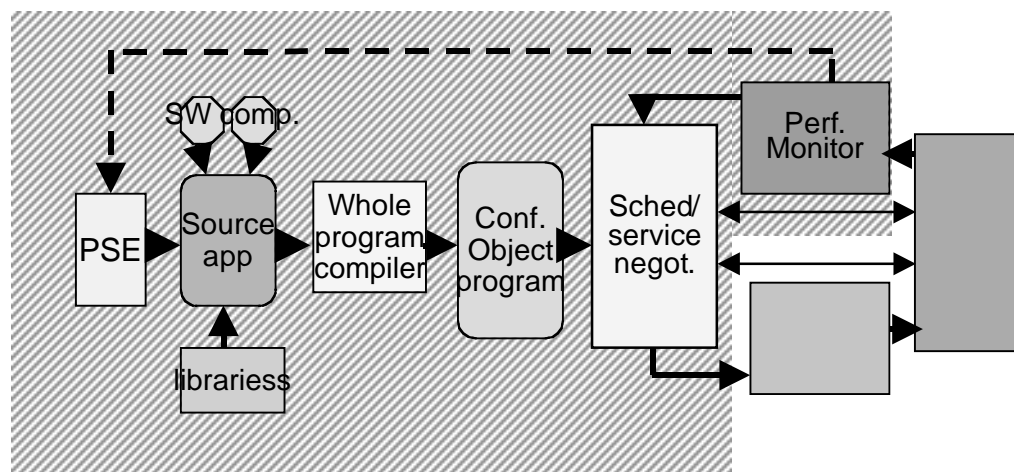 SW comp.
Perf.
Monitor
PSE
Source
app
Whole
program
compiler
Conf.
Object
program
Sched/
service
negot.
librariess